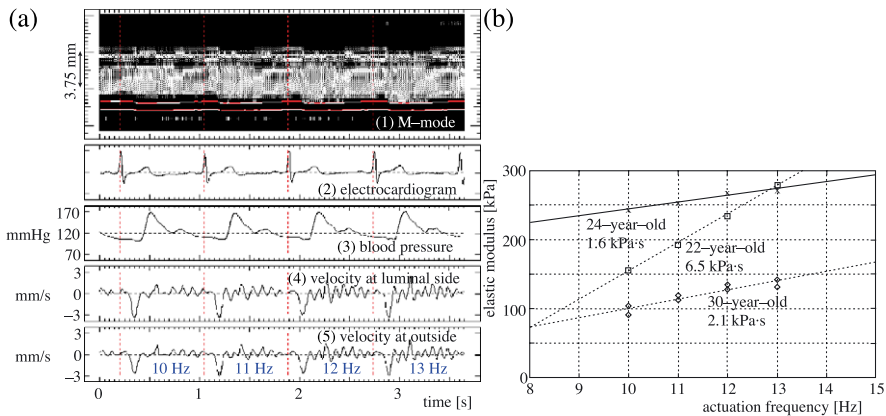 (a)
3.75 mm
(1) M–mode
(2) electrocardiogram
170
120
70
mmHg
(3) blood pressure
3
0
−3
mm/s
(4) velocity at luminal side
3
0
−3
mm/s
(5) velocity at outside
10 Hz
11 Hz
12 Hz
13 Hz
0
1
2
3
time [s]
(b)
elastic modulus [kPa]
300
250
200
150
100
50
0
24–year–old
1.6 kPa·s
22–year–old
6.5 kPa·s
30–year–old
2.1 kPa·s
8
9
10
11
12
13
14
15
actuation frequency [Hz]